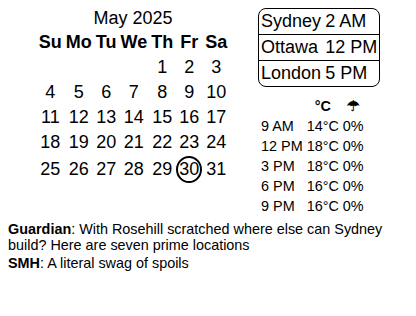 May 2025
Su Mo Tu We Th Fr Sa
1 2 3
4 5 6 7 8 9 10
11 12 13 14 15 16 17
18 19 20 21 22 23 24
25 26 27 28 29 30 31
Sydney 2 AM
Ottawa 12 PM
London 5 PM
°C ☂
9 AM 14°C 0%
12 PM 18°C 0%
3 PM 18°C 0%
6 PM 16°C 0%
9 PM 16°C 0%
Guardian: With Rosehill scratched where else can Sydney
build? Here are seven prime locations
SMH: A literal swag of spoils